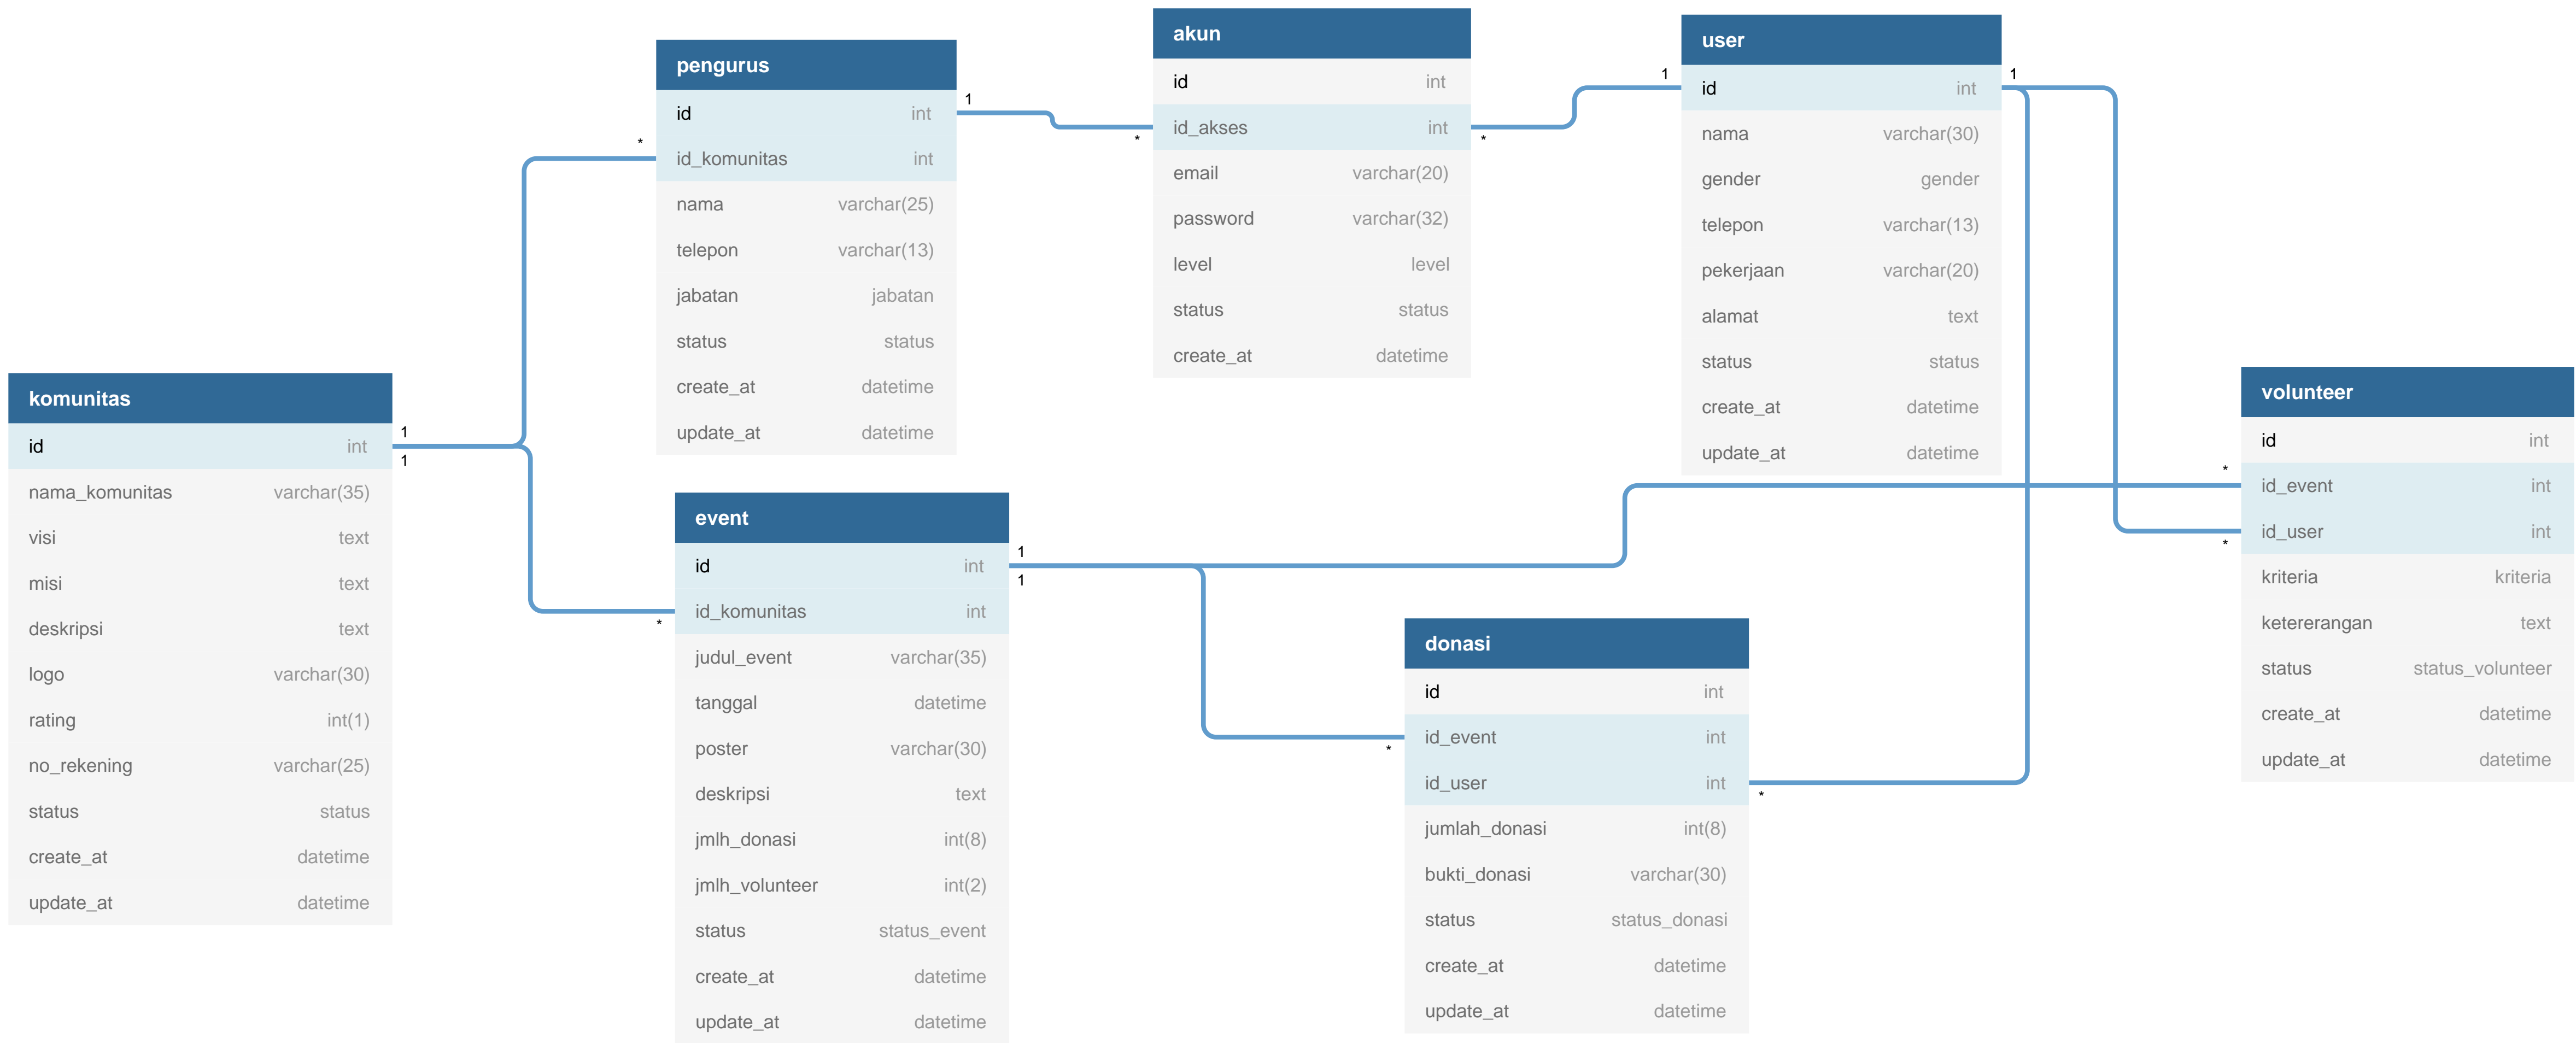 komunitas
id int
nama_komunitas varchar(35)
visi text
misi text
deskripsi text
logo varchar(30)
rating int(1)
no_rekening varchar(25)
status status
create_at datetime
update_at datetime
1
1
*
*
pengurus
id int
id_komunitas int
nama varchar(25)
telepon varchar(13)
jabatan jabatan
status status
create_at datetime
update_at datetime
1
*
event
id int
id_komunitas int
judul_event varchar(35)
tanggal datetime
poster varchar(30)
deskripsi text
jmlh_donasi int(8)
jmlh_volunteer int(2)
status status_event
create_at datetime
update_at datetime
1
1
*
akun
id int
id_akses int
email varchar(20)
password varchar(32)
level level
status status
create_at datetime
*
1
donasi
id int
id_event int
id_user int
jumlah_donasi int(8)
bukti_donasi varchar(30)
status status_donasi
create_at datetime
update_at datetime
*
user
id int
nama varchar(30)
gender gender
telepon varchar(13)
pekerjaan varchar(20)
alamat text
status status
create_at datetime
update_at datetime
1
*
*
volunteer
id int
id_event int
id_user int
kriteria kriteria
ketererangan text
status status_volunteer
create_at datetime
update_at datetime